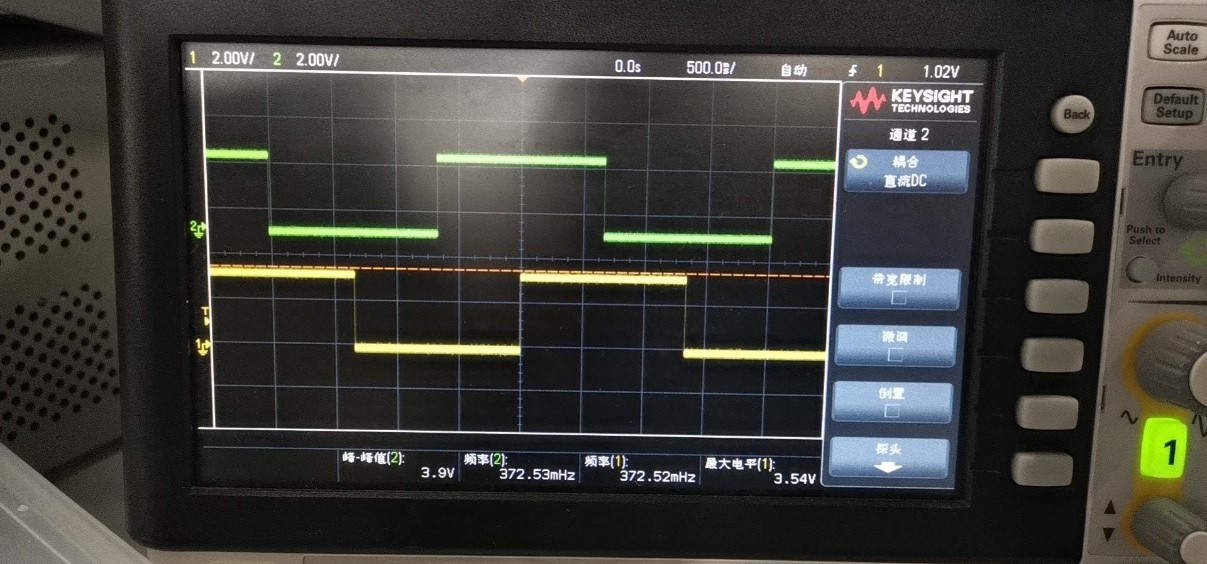 1 2.00V/ 2 2.00V/ 0.0s 500.0ms/ 自动 1 1.02V
KEYSIGHT
TECHNOLOGIES
通道 2
耦合
直流DC
带宽限制
微调
倒置
探头
2
T
1
峰-峰值(2):
3.9V
频率(2):
372.53mHz
频率(1):
372.52mHz
最大电平(1):
3.54V
Back
Auto
Scale
Default
Setup
Entry
Push to
Select
Intensity
1